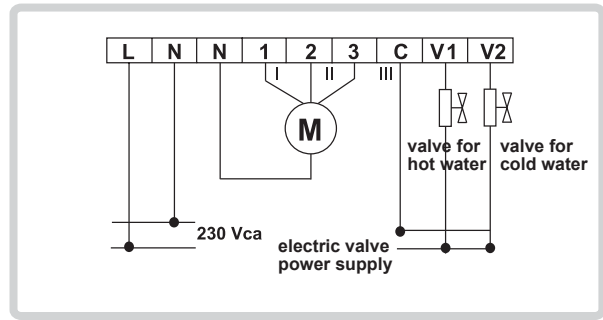 L N N 1 2 3 C V1 V2
I II III
M
valve for hot water
valve for cold water
230 Vca
electric valve power supply